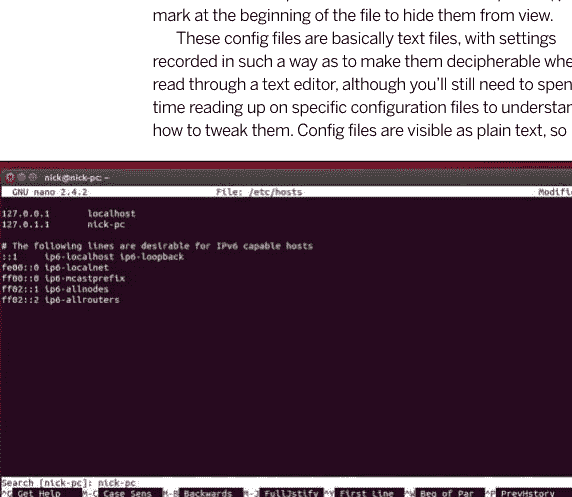 mark at the beginning of the file to hide them from view.
These config files are basically text files, with settings
recorded in such a way as to make them decipherable whe
read through a text editor, although you'll still need to spen
time reading up on specific configuration files to understan
how to tweak them. Config files are visible as plain text, so
nick@nick-pc: ~
GNU nano 2.4.2 File: /etc/hosts Modifie
127.0.0.1 localhost
127.0.1.1 nick-pc
# The following lines are desirable for IPv6 capable hosts
::1 ip6-localhost ip6-loopback
fe00::0 ip6-localnet
ff00::0 ip6-mcastprefix
ff02::1 ip6-allnodes
ff02::2 ip6-allrouters
Search [nick-pc]: nick-pc
^G Get Help M-C Case Sens M-B Backwards M-J FullJstify ^Y First Line ^W Beg of Par ^P PrevHstory